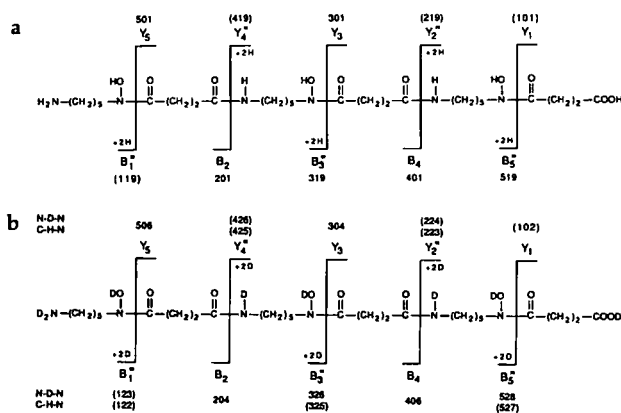 a
501 (419) 301 (219) (101)
Y5 Y4" Y3 Y2" Y1
+2H +2H
HO O O H HO O O H HO O
H2N-(CH2)5-N-C-(CH2)2-C-N-(CH2)5-N-C-(CH2)2-C-N-(CH2)5-N-C-(CH2)2-COOH
+2H +2H +2H
B1" B2 B3" B4 B5"
(119) 201 319 401 519
b
N-D-N 506 (426) 304 (224) (102)
C-H-N (425) (223)
Y5 Y4" Y3 Y2" Y1
+2D +2D
DO O O D DO O O D DO O
D2N-(CH2)5-N-C-(CH2)2-C-N-(CH2)5-N-C-(CH2)2-C-N-(CH2)5-N-C-(CH2)2-COOD
+2D +2D +2D
B1" B2 B3" B4 B5"
N-D-N (123) 204 326 406 528
C-H-N (122) (325) (527)